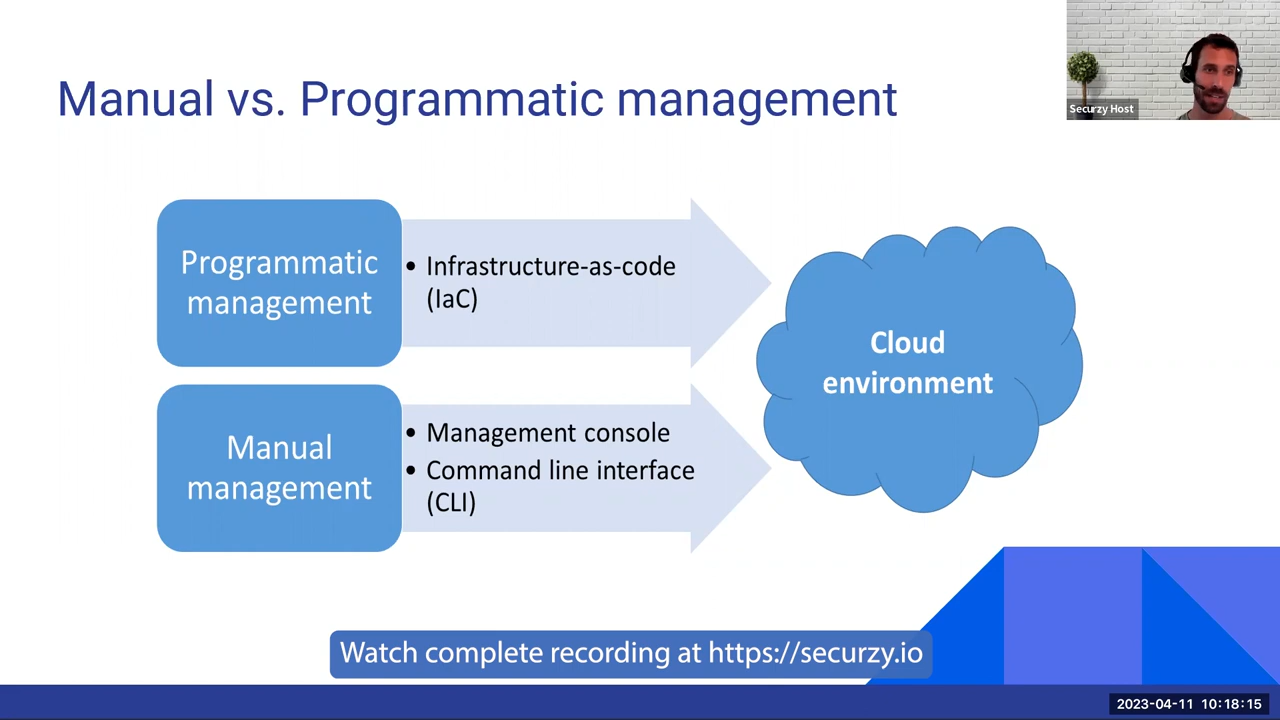 Manual vs. Programmatic management
Securzy Host
Programmatic
management
• Infrastructure-as-code
(IaC)
Manual
management
• Management console
• Command line interface
(CLI)
Cloud
environment
Watch complete recording at https://securzy.io
2023-04-11 10:18:15